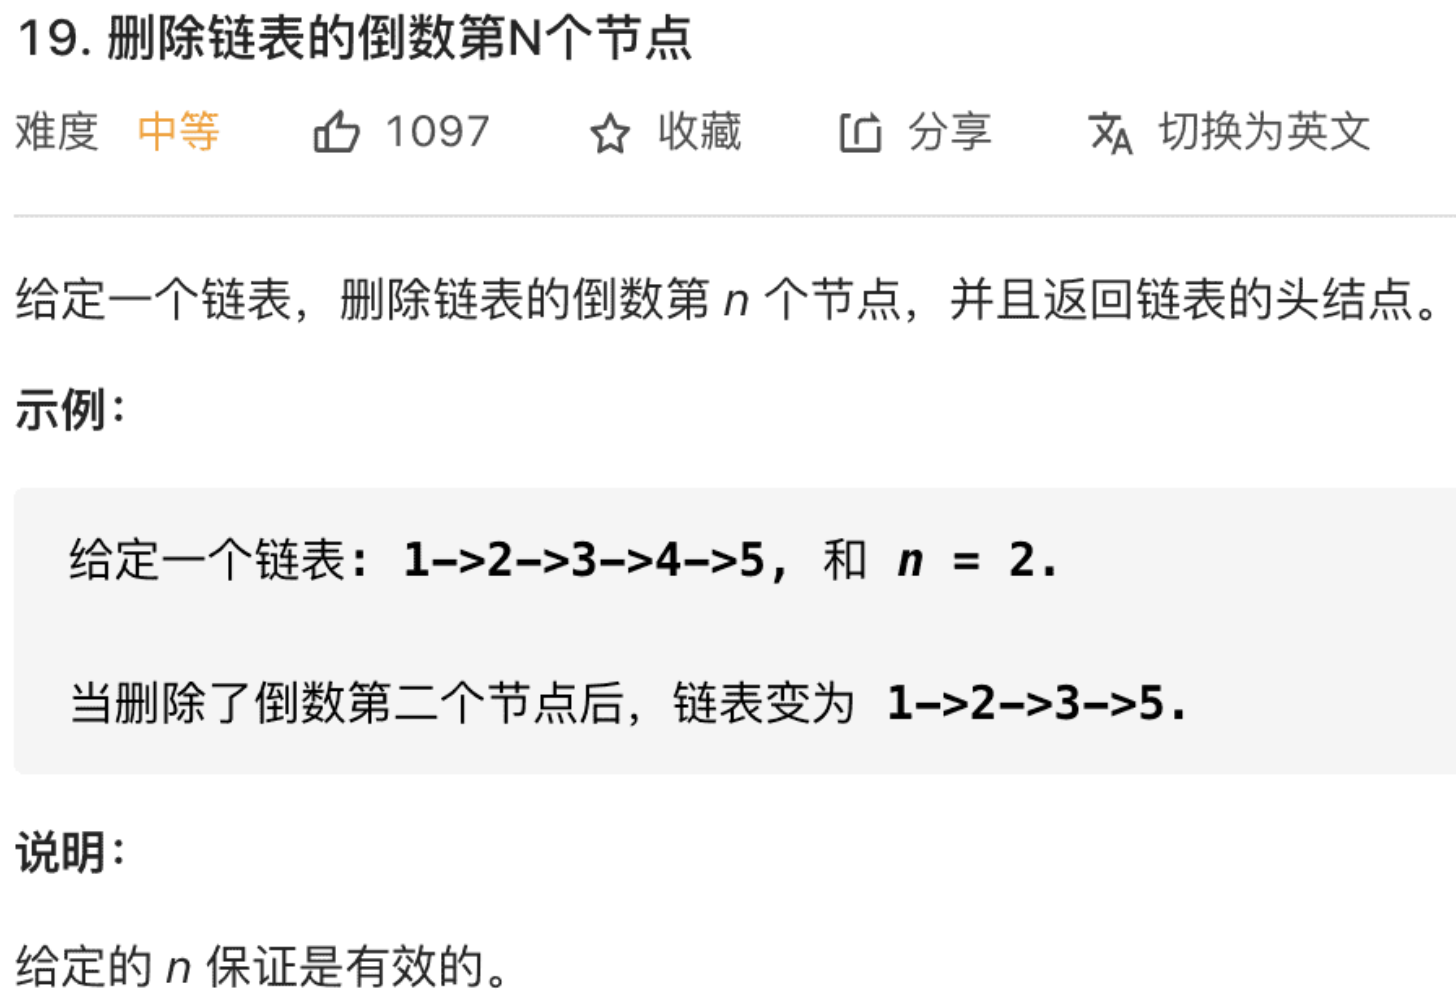 19. 删除链表的倒数第N个节点
难度 中等 1097 收藏 分享 切换为英文
给定一个链表，删除链表的倒数第 n 个节点，并且返回链表的头结点。
示例：
给定一个链表: 1->2->3->4->5, 和 n = 2.
当删除了倒数第二个节点后，链表变为 1->2->3->5.
说明：
给定的 n 保证是有效的。